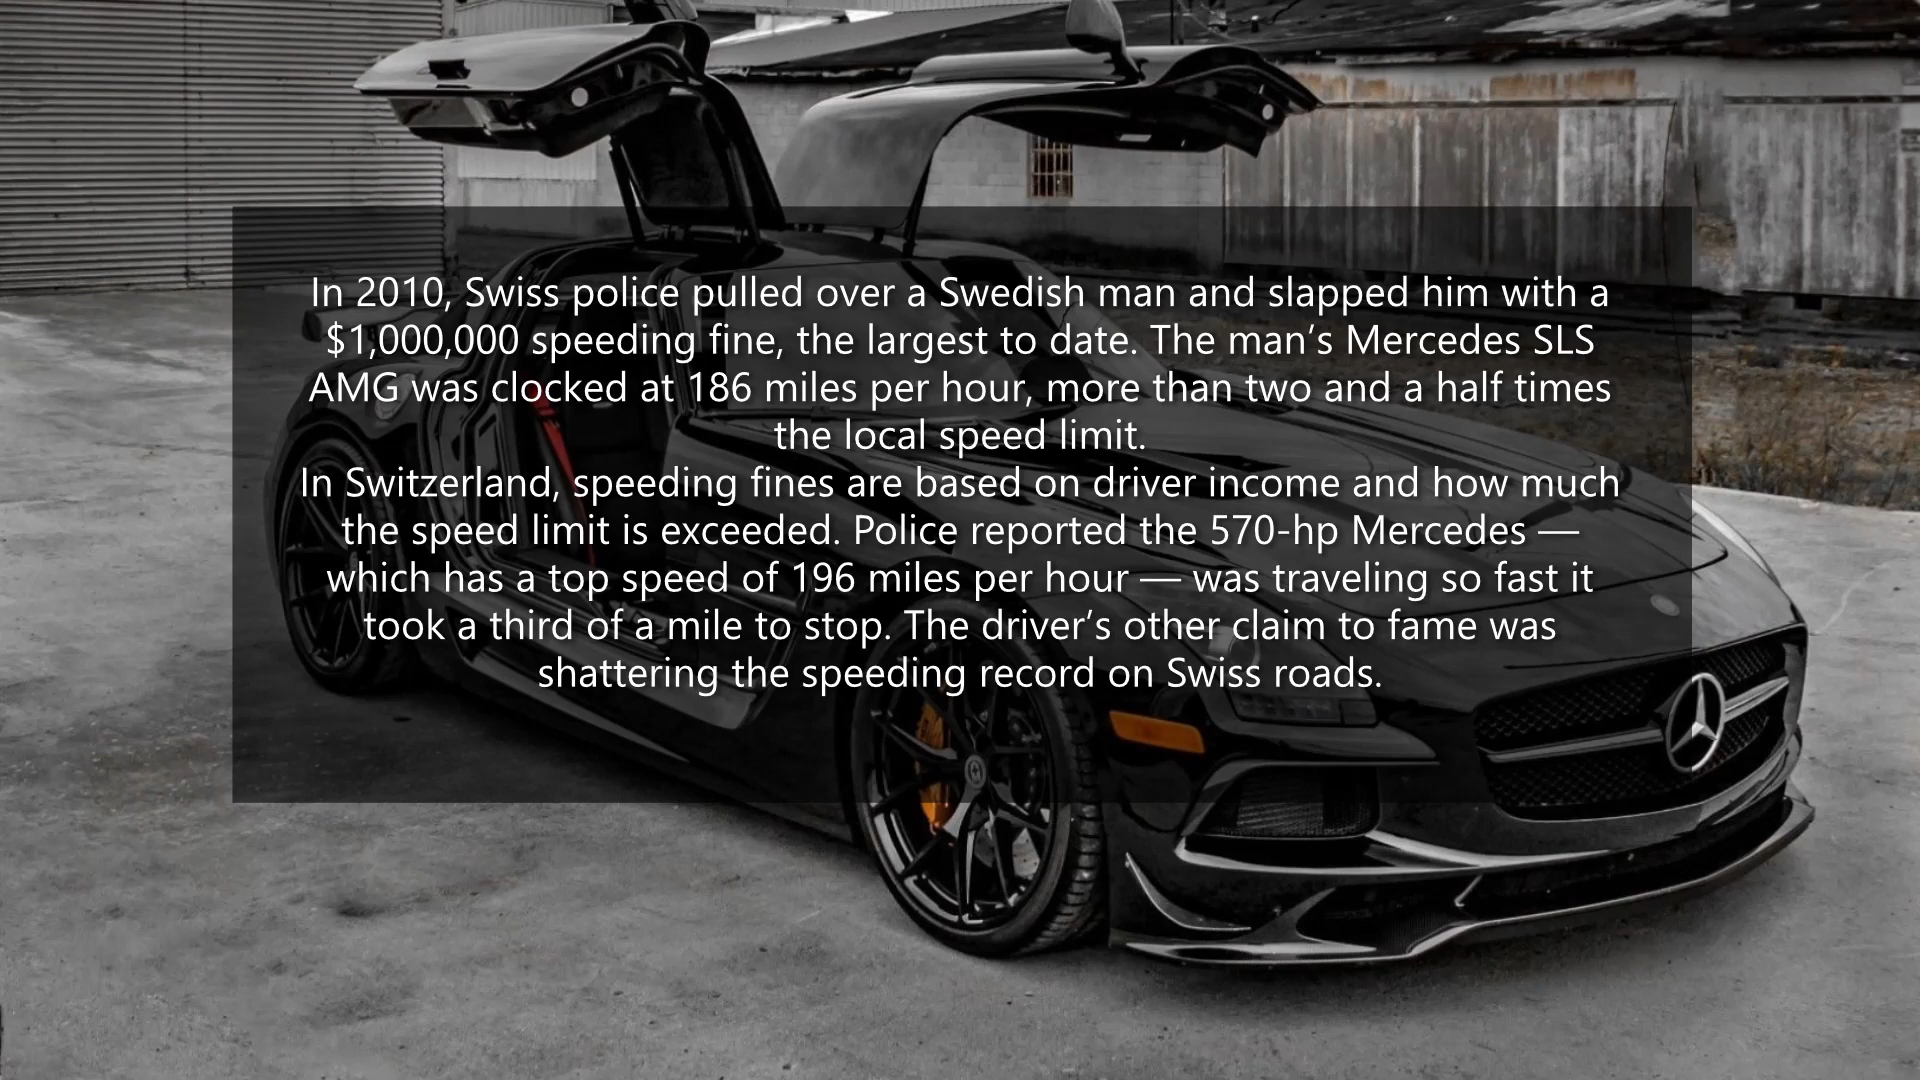 In 2010, Swiss police pulled over a Swedish man and slapped him with a
$1,000,000 speeding fine, the largest to date. The man’s Mercedes SLS
AMG was clocked at 186 miles per hour, more than two and a half times
the local speed limit.
In Switzerland, speeding fines are based on driver income and how much
the speed limit is exceeded. Police reported the 570-hp Mercedes —
which has a top speed of 196 miles per hour — was traveling so fast it
took a third of a mile to stop. The driver’s other claim to fame was
shattering the speeding record on Swiss roads.